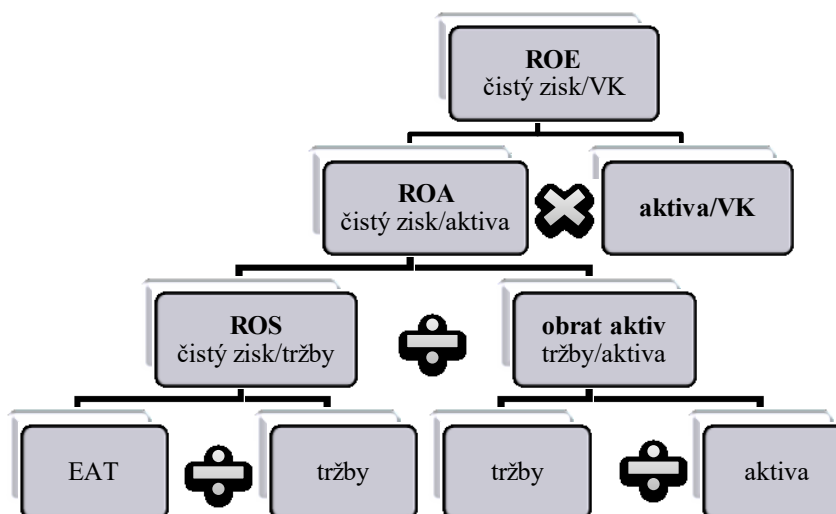 ROE
čistý zisk/VK
ROA
čistý zisk/aktiva
aktiva/VK
ROS
čistý zisk/tržby
obrat aktiv
tržby/aktiva
EAT
tržby
tržby
aktiva